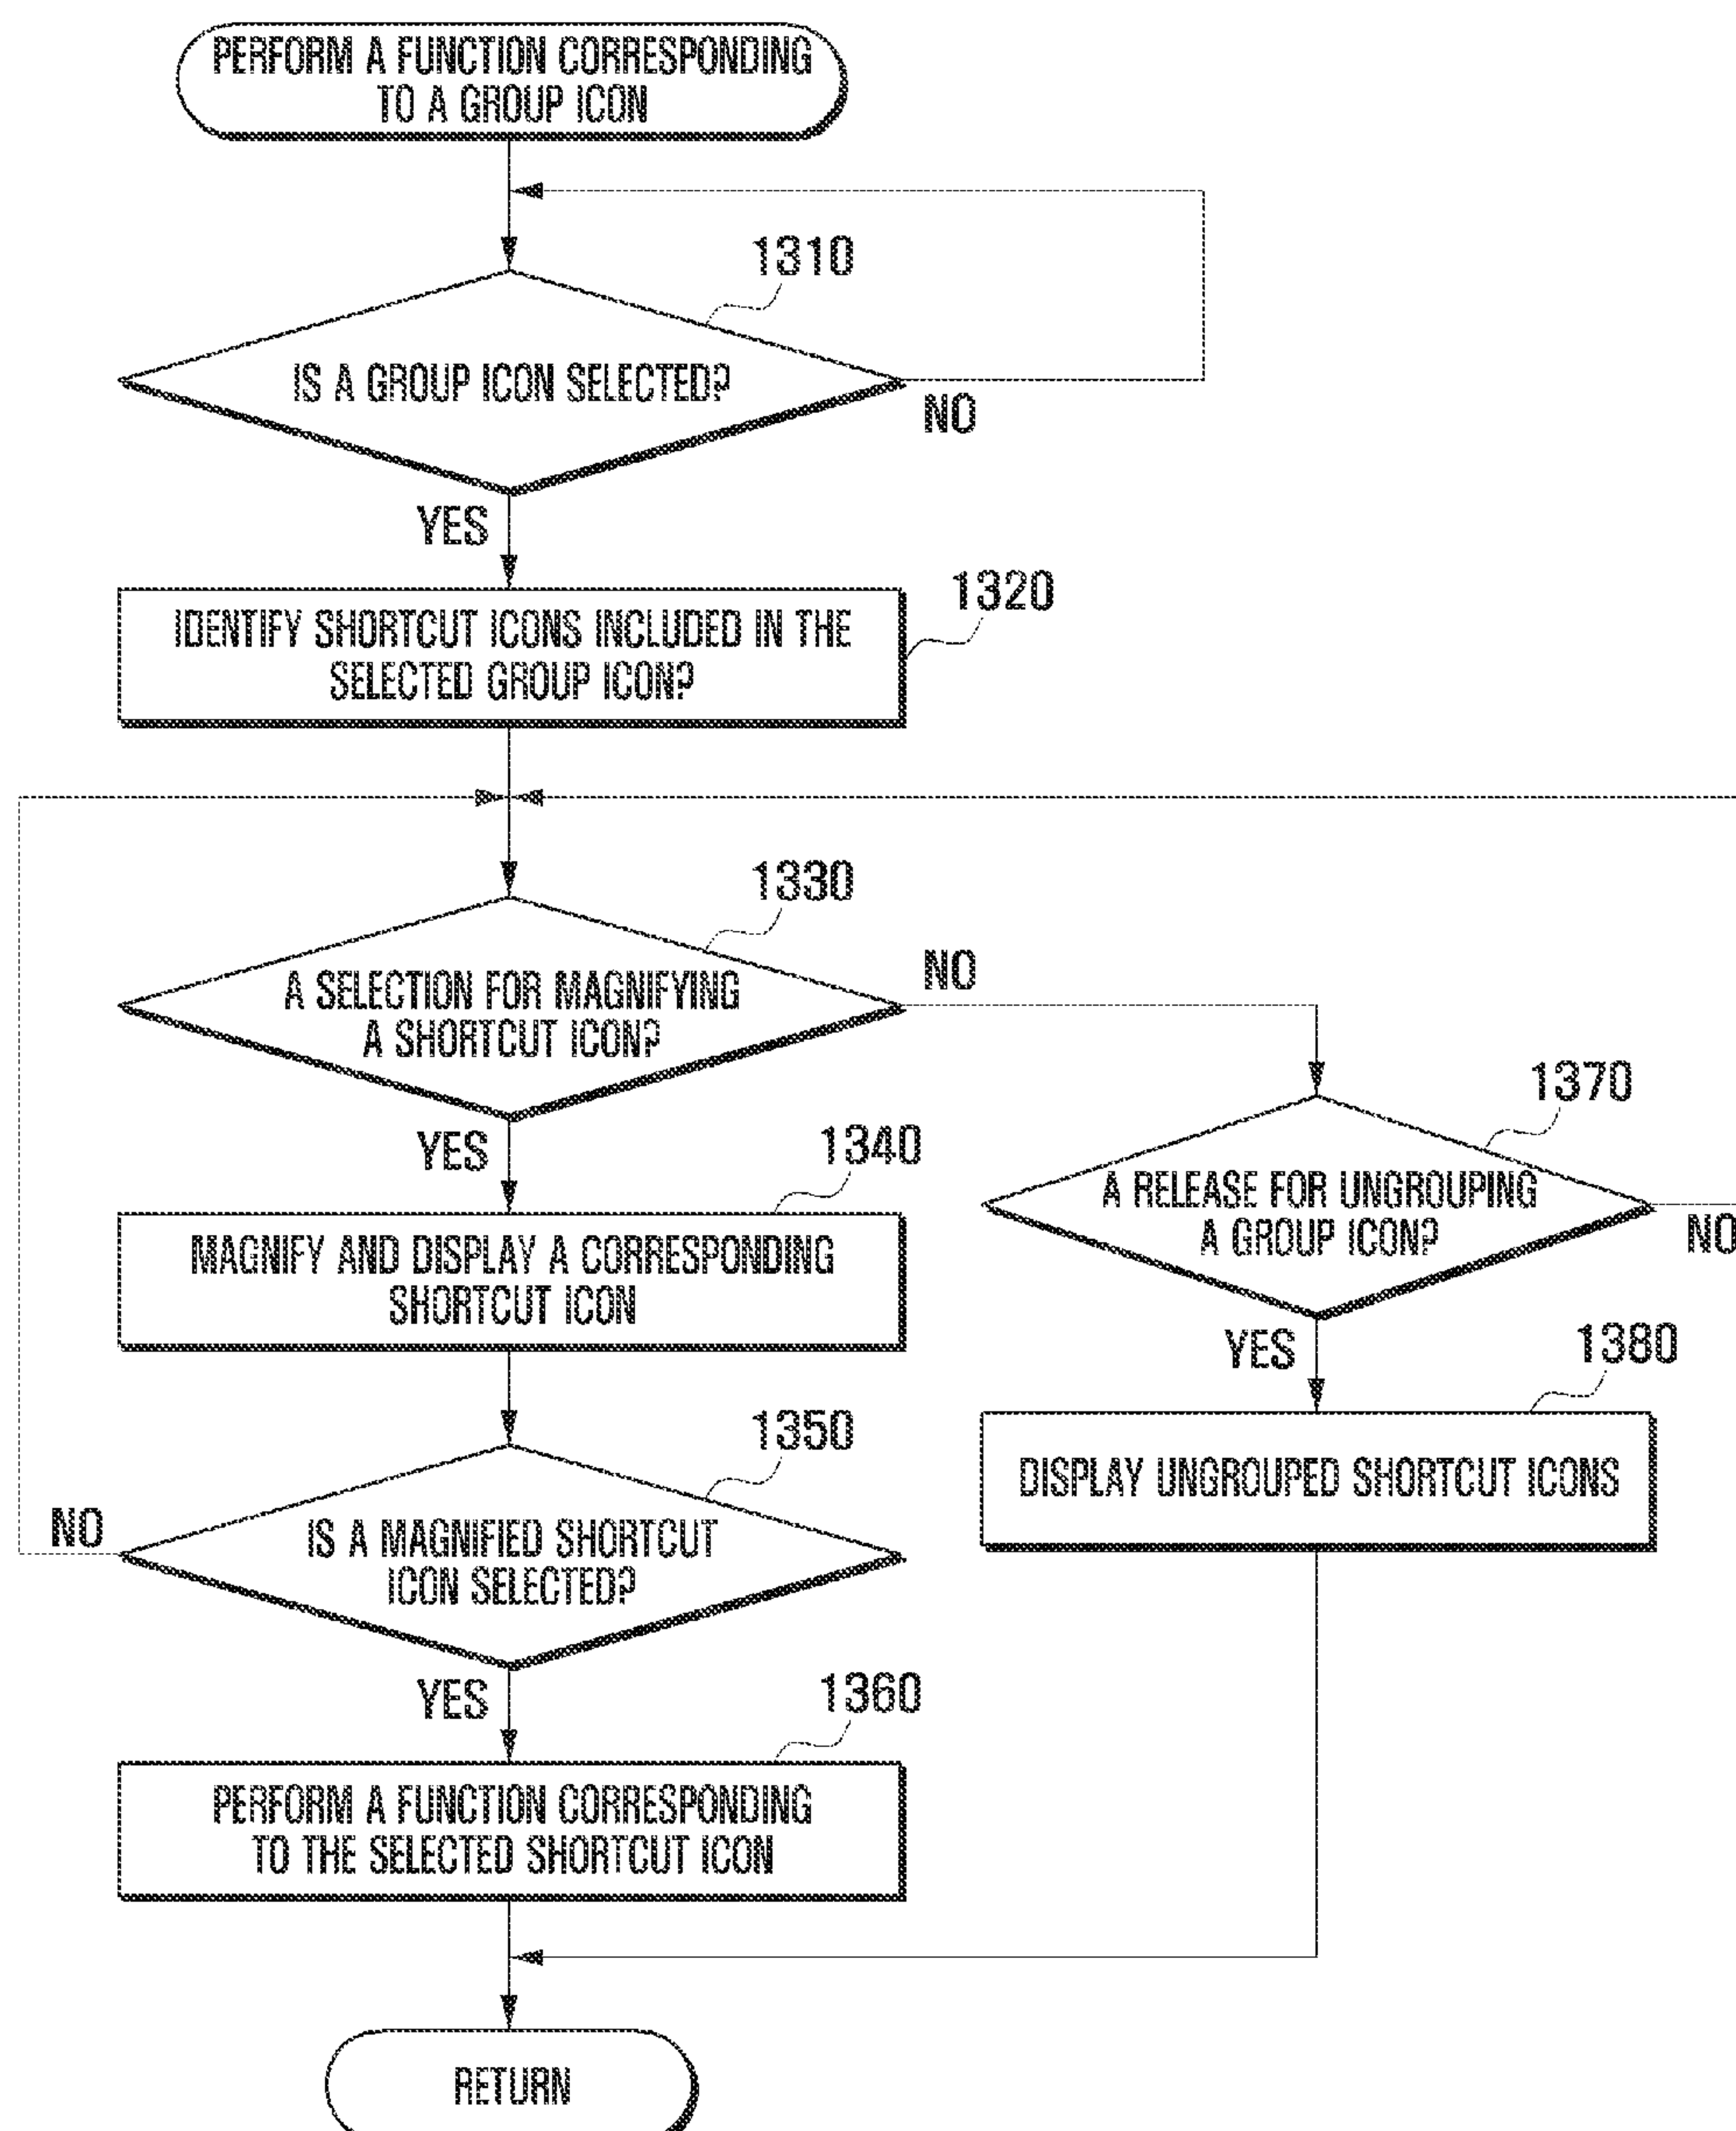 PERFORM A FUNCTION CORRESPONDING
TO A GROUP ICON
1310
IS A GROUP ICON SELECTED?
NO
YES
1320
IDENTIFY SHORTCUT ICONS INCLUDED IN THE
SELECTED GROUP ICON?
1330
A SELECTION FOR MAGNIFYING
A SHORTCUT ICON?
NO
YES
1340
MAGNIFY AND DISPLAY A CORRESPONDING
SHORTCUT ICON
1370
A RELEASE FOR UNGROUPING
A GROUP ICON?
NO
YES
1380
DISPLAY UNGROUPED SHORTCUT ICONS
1350
IS A MAGNIFIED SHORTCUT
ICON SELECTED?
NO
YES
1360
PERFORM A FUNCTION CORRESPONDING
TO THE SELECTED SHORTCUT ICON
RETURN